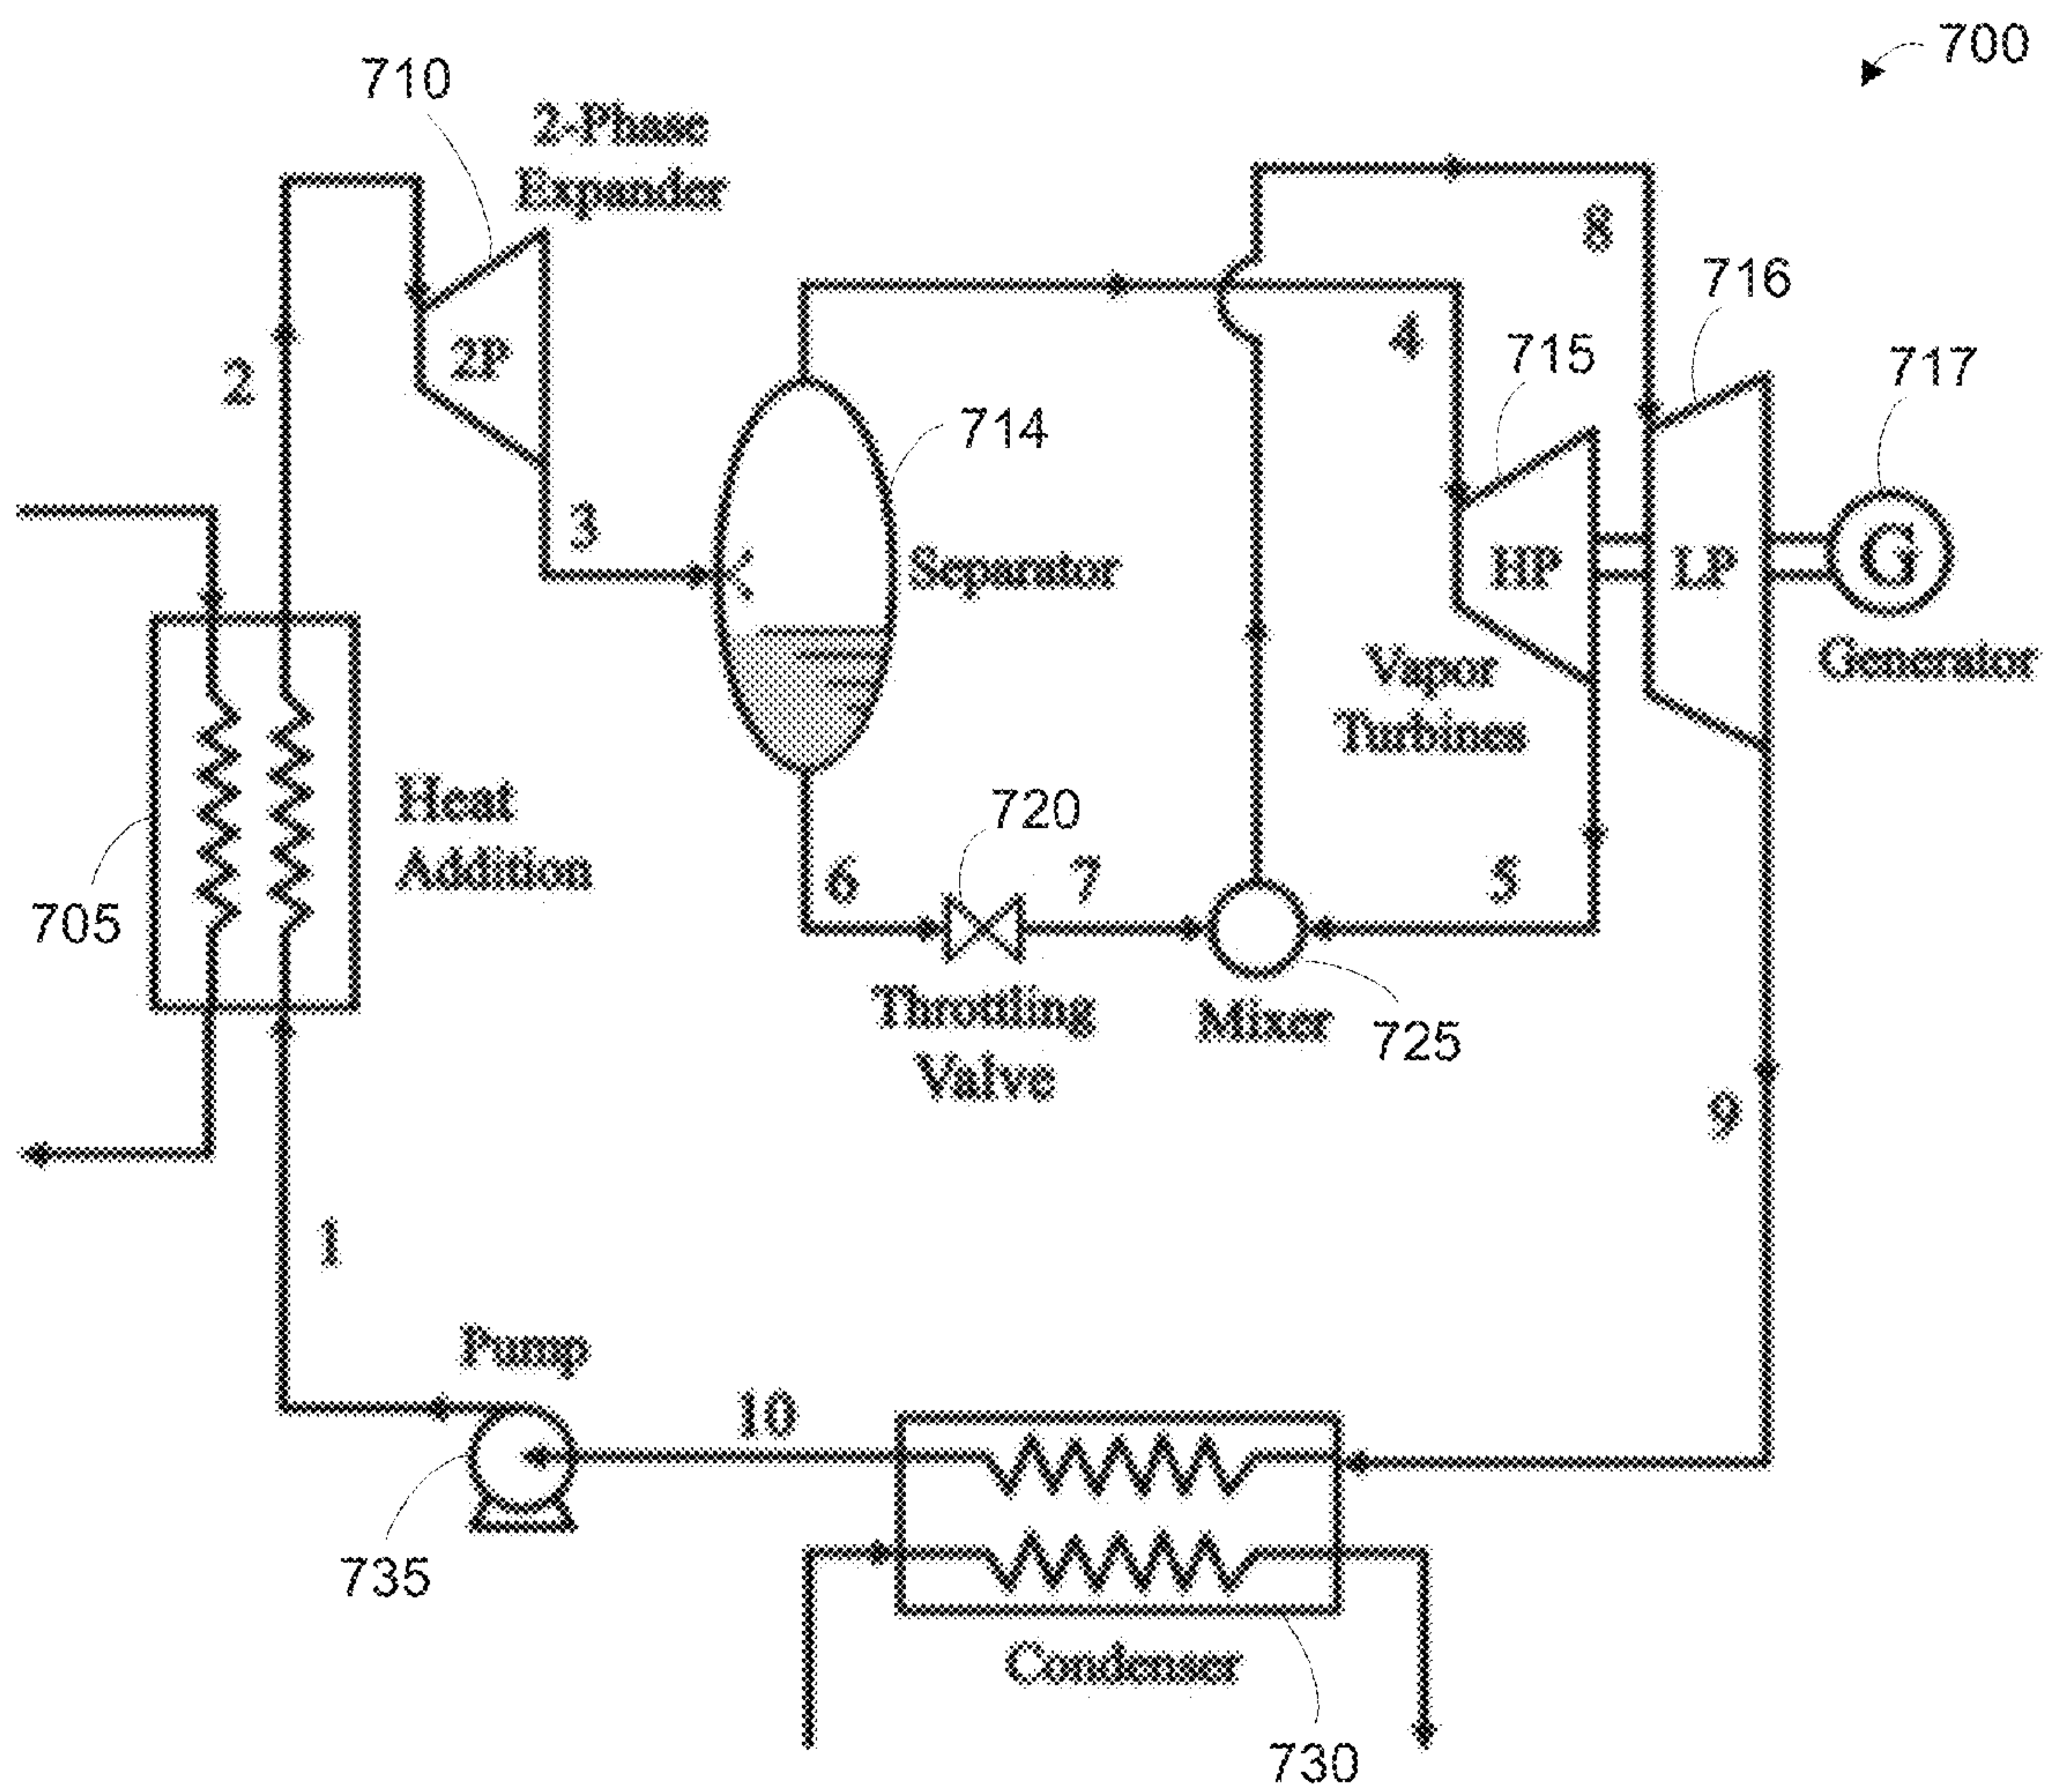 700
710
2-Phase
Expander
8
716
4
715
717
2
2P
714
3
Separator
HP
LP
G
Generator
Vapor
Turbines
Heat
Addition
720
705
6
7
5
Throttling
Valve
Mixer
725
9
1
Pump
10
735
Condenser
730